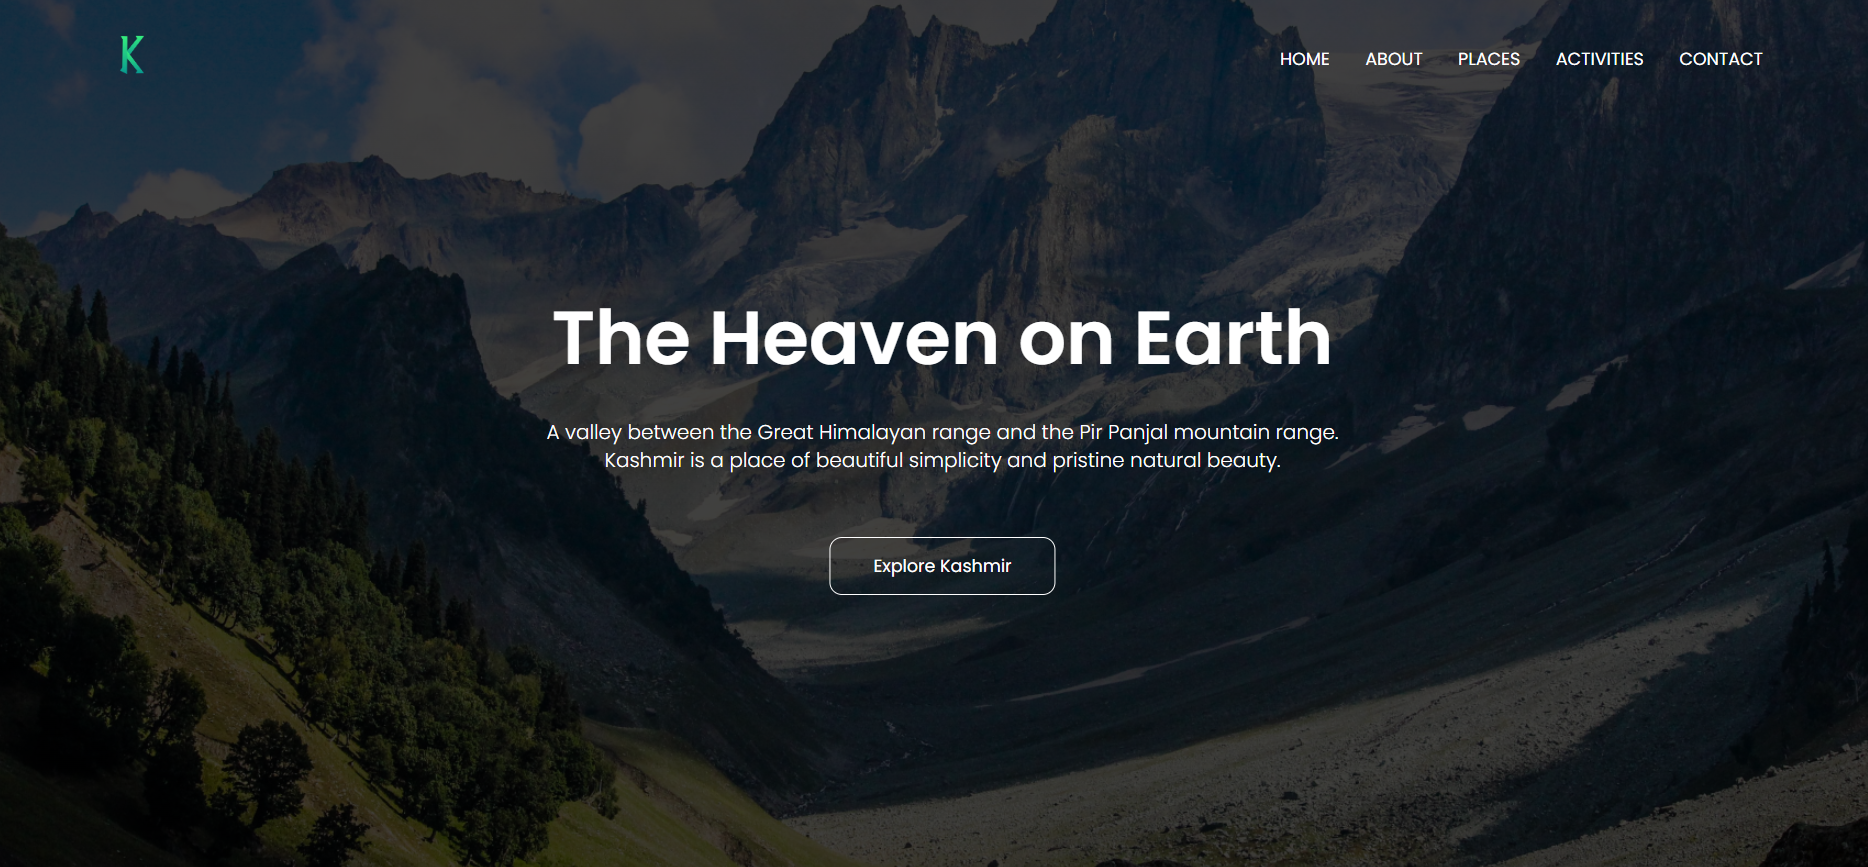 K
HOME ABOUT PLACES ACTIVITIES CONTACT
The Heaven on Earth
A valley between the Great Himalayan range and the Pir Panjal mountain range.
Kashmir is a place of beautiful simplicity and pristine natural beauty.
Explore Kashmir